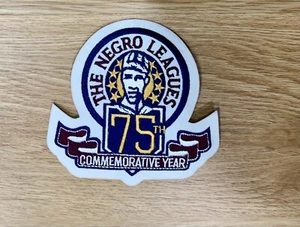 THE NEGRO LEAGUES
75TH
COMMEMORATIVE YEAR